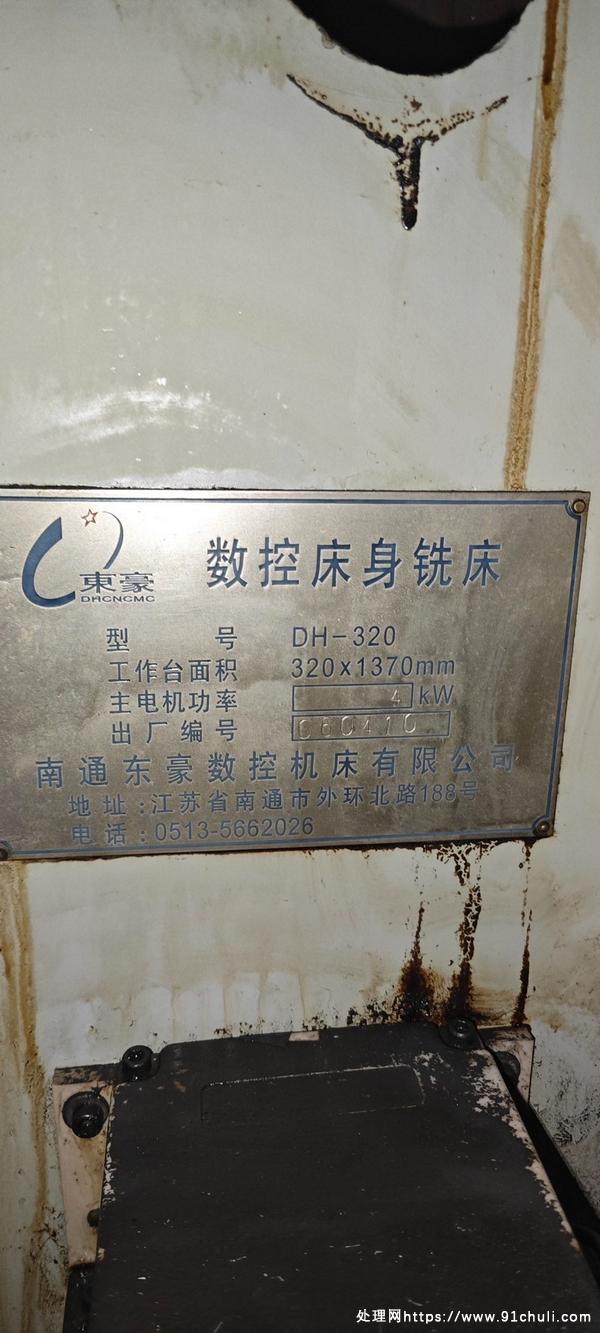 東豪
DHCNCMC
数控床身铣床
型 号 DH-320
工作台面积 320x1370mm
主电机功率 4 kW
出厂编号 060410
南通东豪数控机床有限公司
地址:江苏省南通市外环北路188号
电话:0513-5662026
处理网https://www.91chuli.com